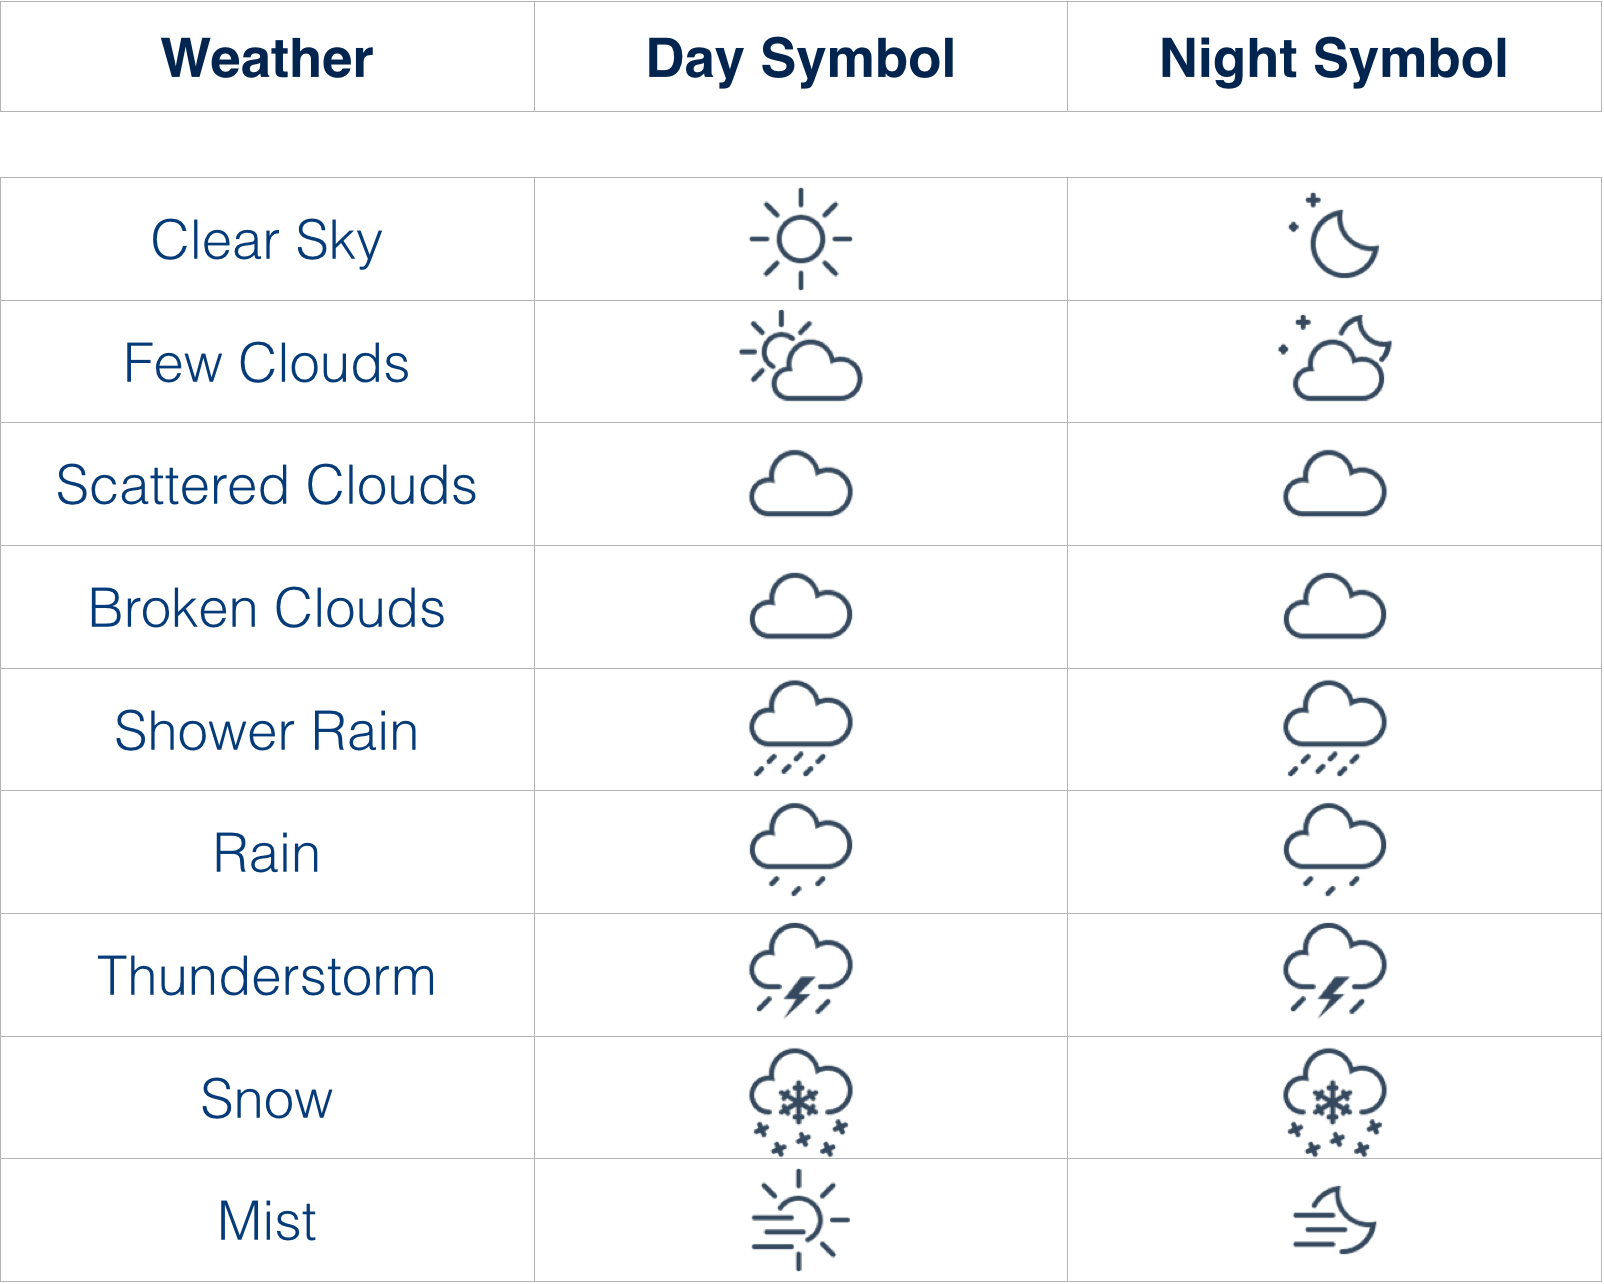 Weather Day Symbol Night Symbol
Clear Sky
Few Clouds
Scattered Clouds
Broken Clouds
Shower Rain
Rain
Thunderstorm
Snow
Mist